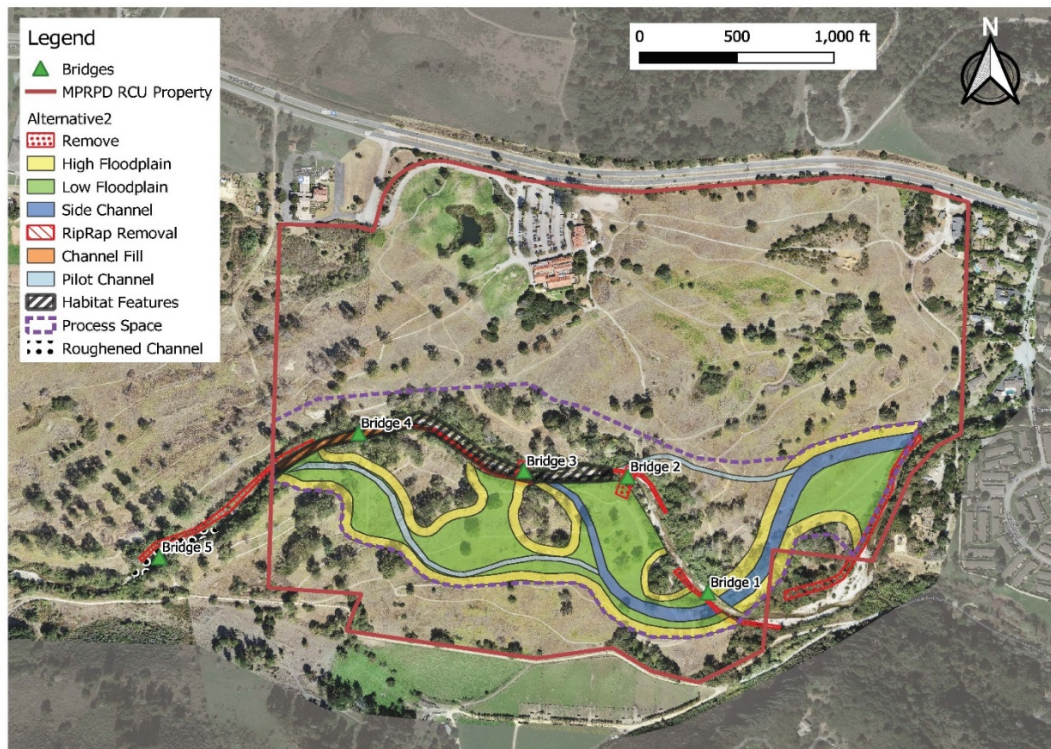 Legend
Bridges
MPRPD RCU Property
Alternative2
Remove
High Floodplain
Low Floodplain
Side Channel
RipRap Removal
Channel Fill
Pilot Channel
Habitat Features
Process Space
Roughened Channel
0 500 1,000 ft
N
Bridge 4
Bridge 3
Bridge 2
Bridge 5
Bridge 1